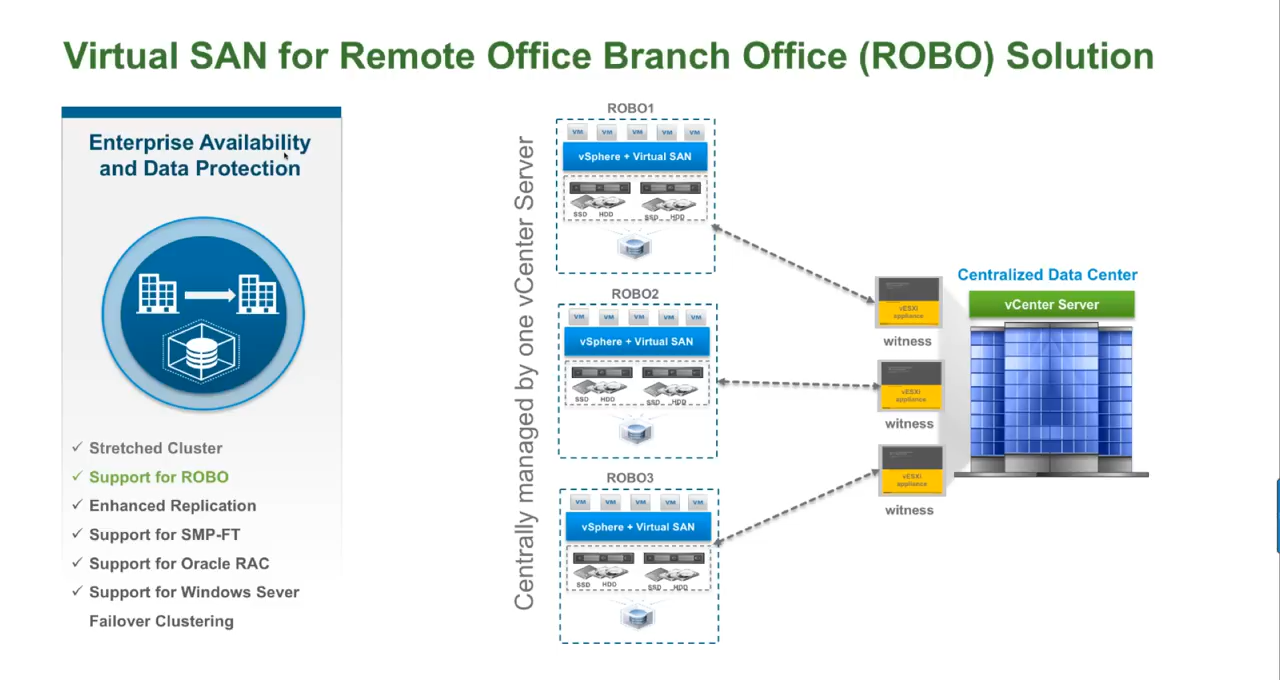 Virtual SAN for Remote Office Branch Office (ROBO) Solution
Enterprise Availability
and Data Protection
✓ Stretched Cluster
✓ Support for ROBO
✓ Enhanced Replication
✓ Support for SMP-FT
✓ Support for Oracle RAC
✓ Support for Windows Sever
Failover Clustering
Centrally managed by one vCenter Server
ROBO1
VM VM VM VM VM
vSphere + Virtual SAN
SSD HDD SSD HDD
ROBO2
VM VM VM VM VM
vSphere + Virtual SAN
SSD HDD SSD HDD
ROBO3
VM VM VM VM VM
vSphere + Virtual SAN
SSD HDD SSD HDD
vESXi
appliance
witness
vESXi
appliance
witness
vESXi
appliance
witness
Centralized Data Center
vCenter Server